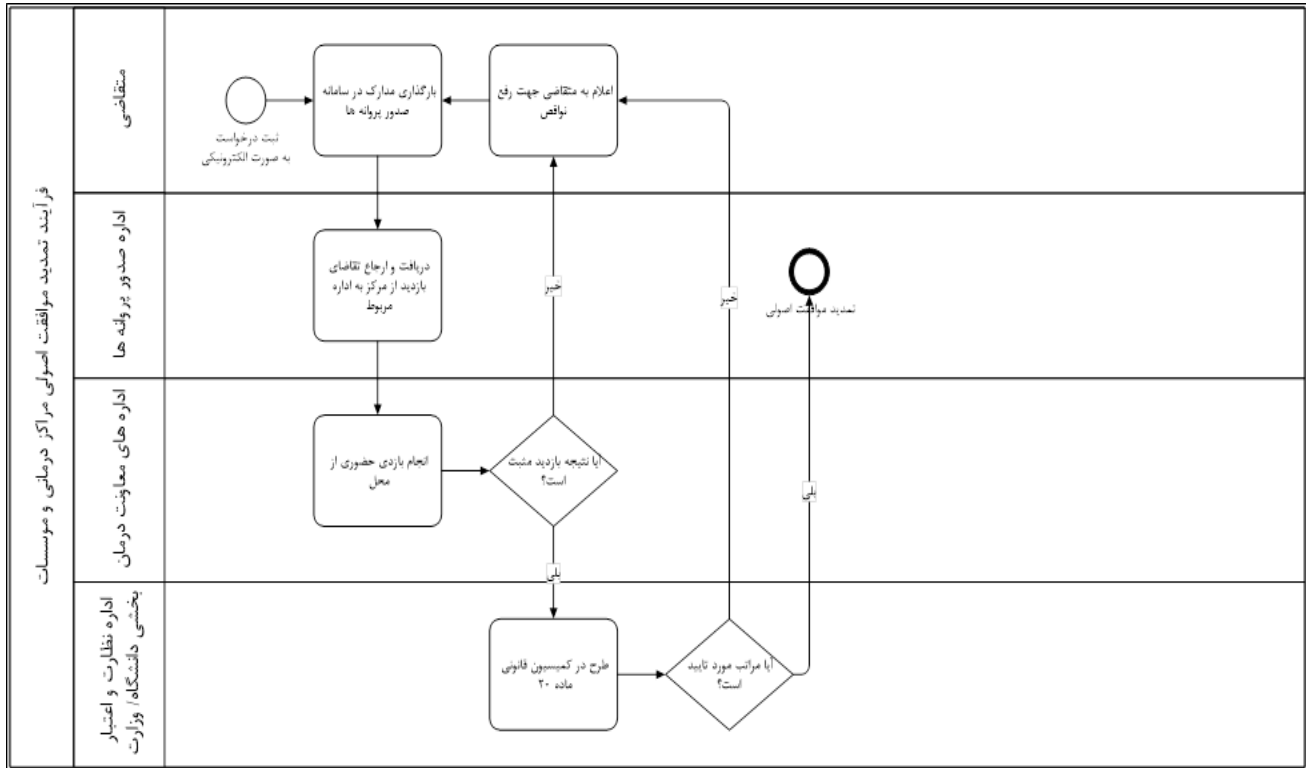 فرآیند تمدید موافقت اصولی مراکز درمانی و موسسات
متقاضی
ثبت درخواست
به صورت الکترونیکی
بارگذاری مدارک در سامانه
صدور پروانه ها
اعلام به متقاضی جهت رفع
نواقص
اداره صدور پروانه ها
دریافت و ارجاع تقاضای
بازدید از مرکز به اداره
مربوط
خیر
خیر
تمدید موافقت اصولی
اداره های معاونت درمان
انجام بازدی حضوری از
محل
آیا نتیجه بازدید مثبت
است؟
بلی
بلی
اداره نظارت و اعتبار
بخشی دانشگاه/ وزارت
طرح در کمیسیون قانونی
ماده ۲۰
آیا مراتب مورد تایید
است؟